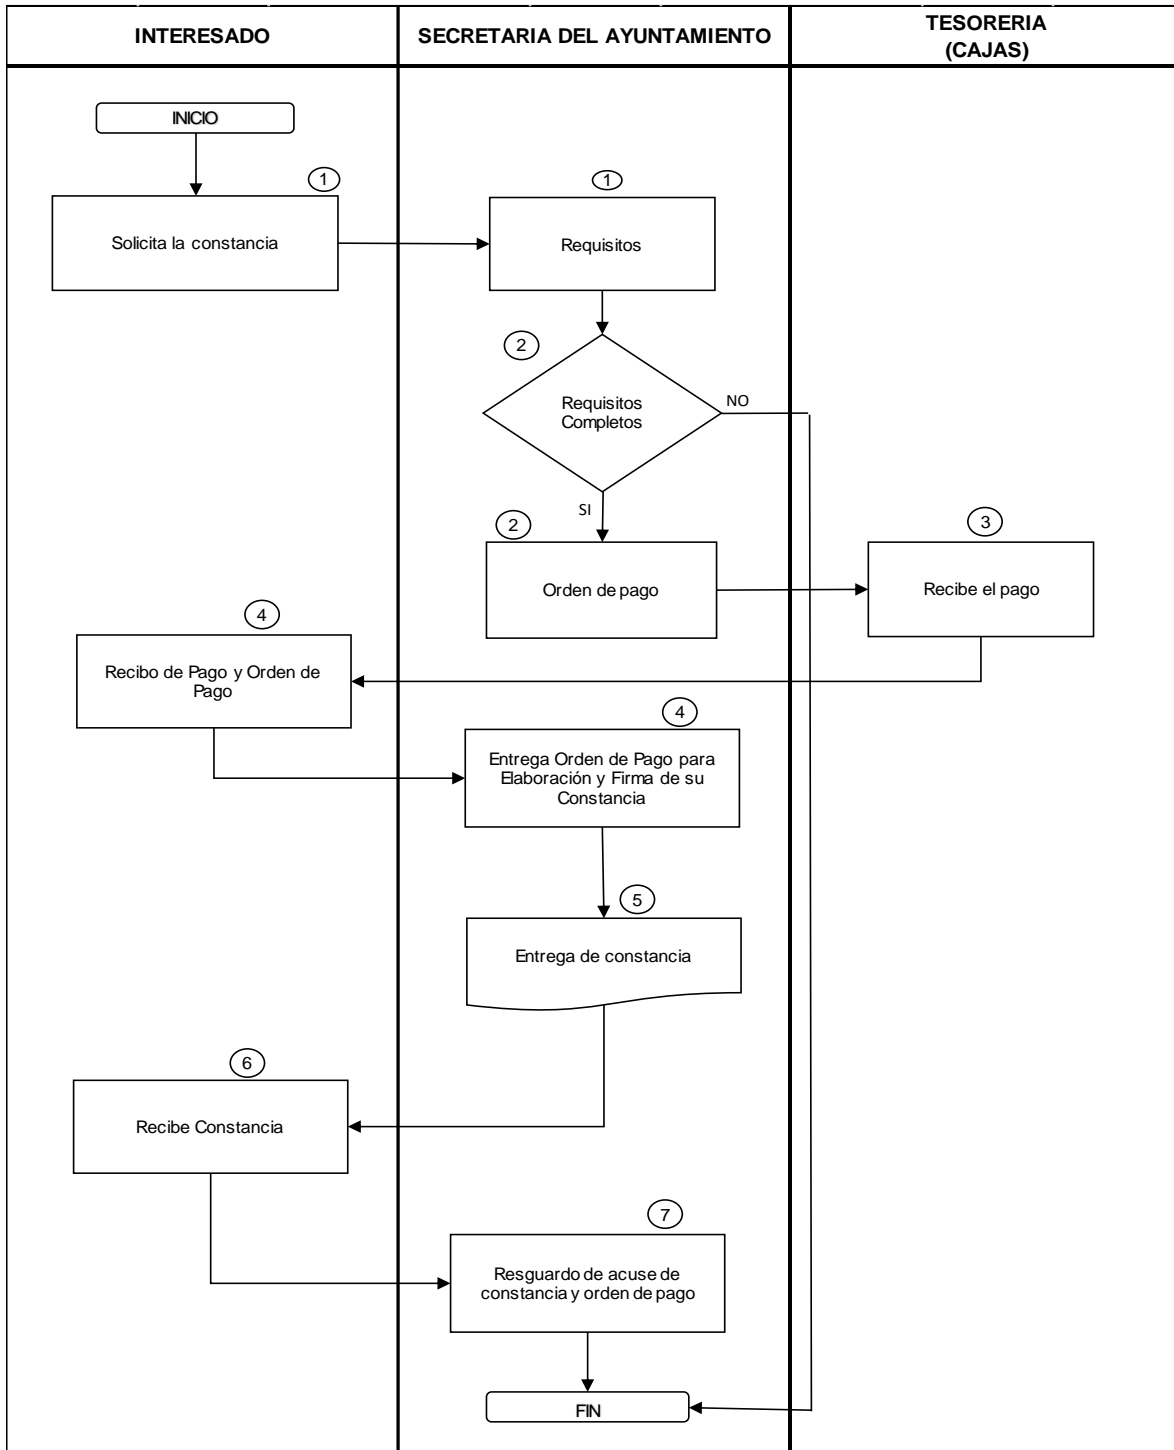 INTERESADO
SECRETARIA DEL AYUNTAMIENTO
TESORERIA
(CAJAS)
INICIO
1
Solicita la constancia
1
Requisitos
2
Requisitos
Completos
NO
SI
2
Orden de pago
3
Recibe el pago
4
Recibo de Pago y Orden de
Pago
4
Entrega Orden de Pago para
Elaboración y Firma de su
Constancia
5
Entrega de constancia
6
Recibe Constancia
7
Resguardo de acuse de
constancia y orden de pago
FIN